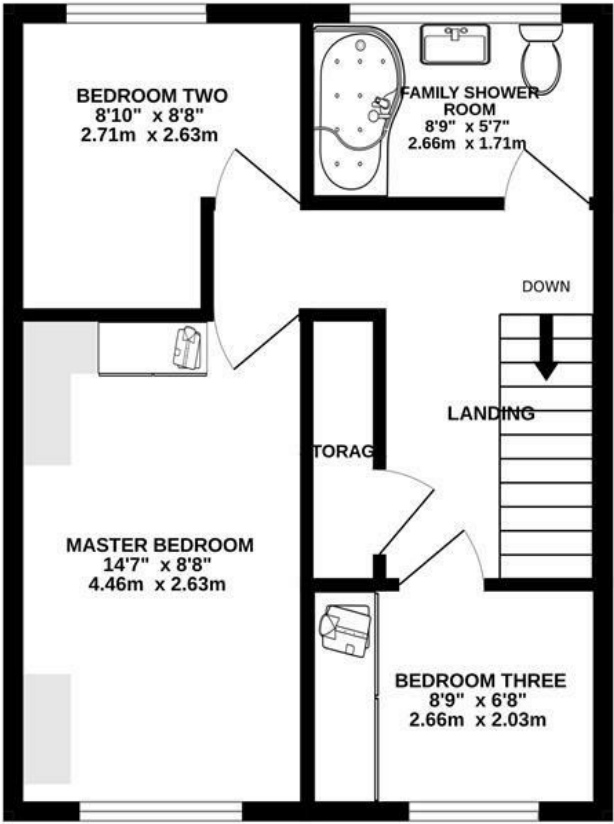 BEDROOM TWO
8'10" x 8'8"
2.71m x 2.63m
FAMILY SHOWER
ROOM
8'9" x 5'7"
2.66m x 1.71m
DOWN
LANDING
TORAG
MASTER BEDROOM
14'7" x 8'8"
4.46m x 2.63m
BEDROOM THREE
8'9" x 6'8"
2.66m x 2.03m